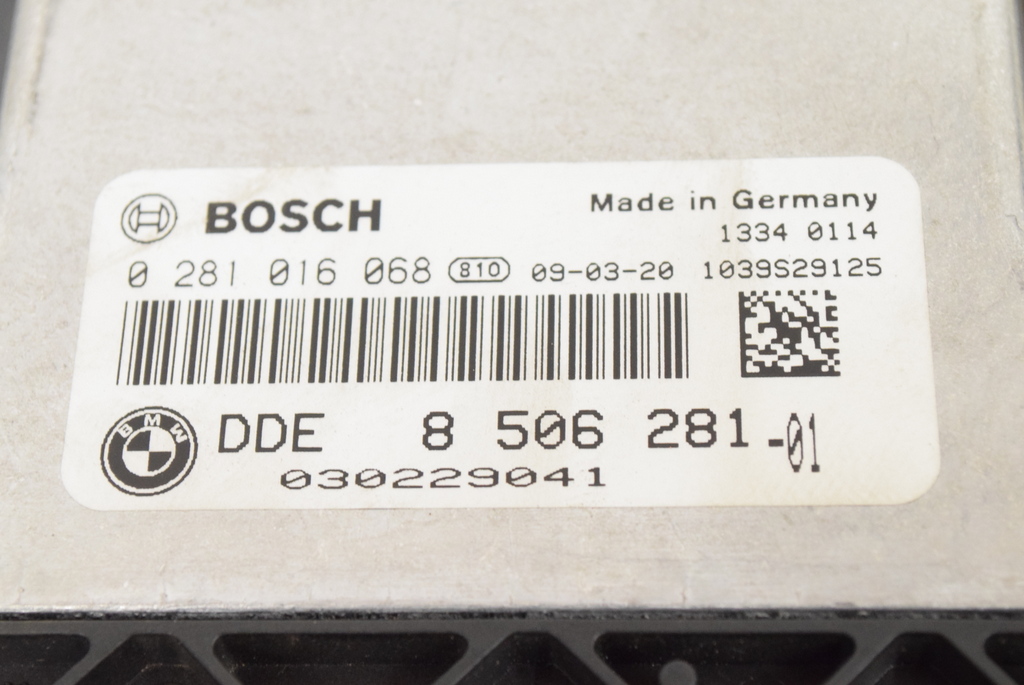 BOSCH
Made in Germany
1334 0114
0 281 016 068 810 09-03-20 1039S29125
BMW DDE 8 506 281 -01
030229041